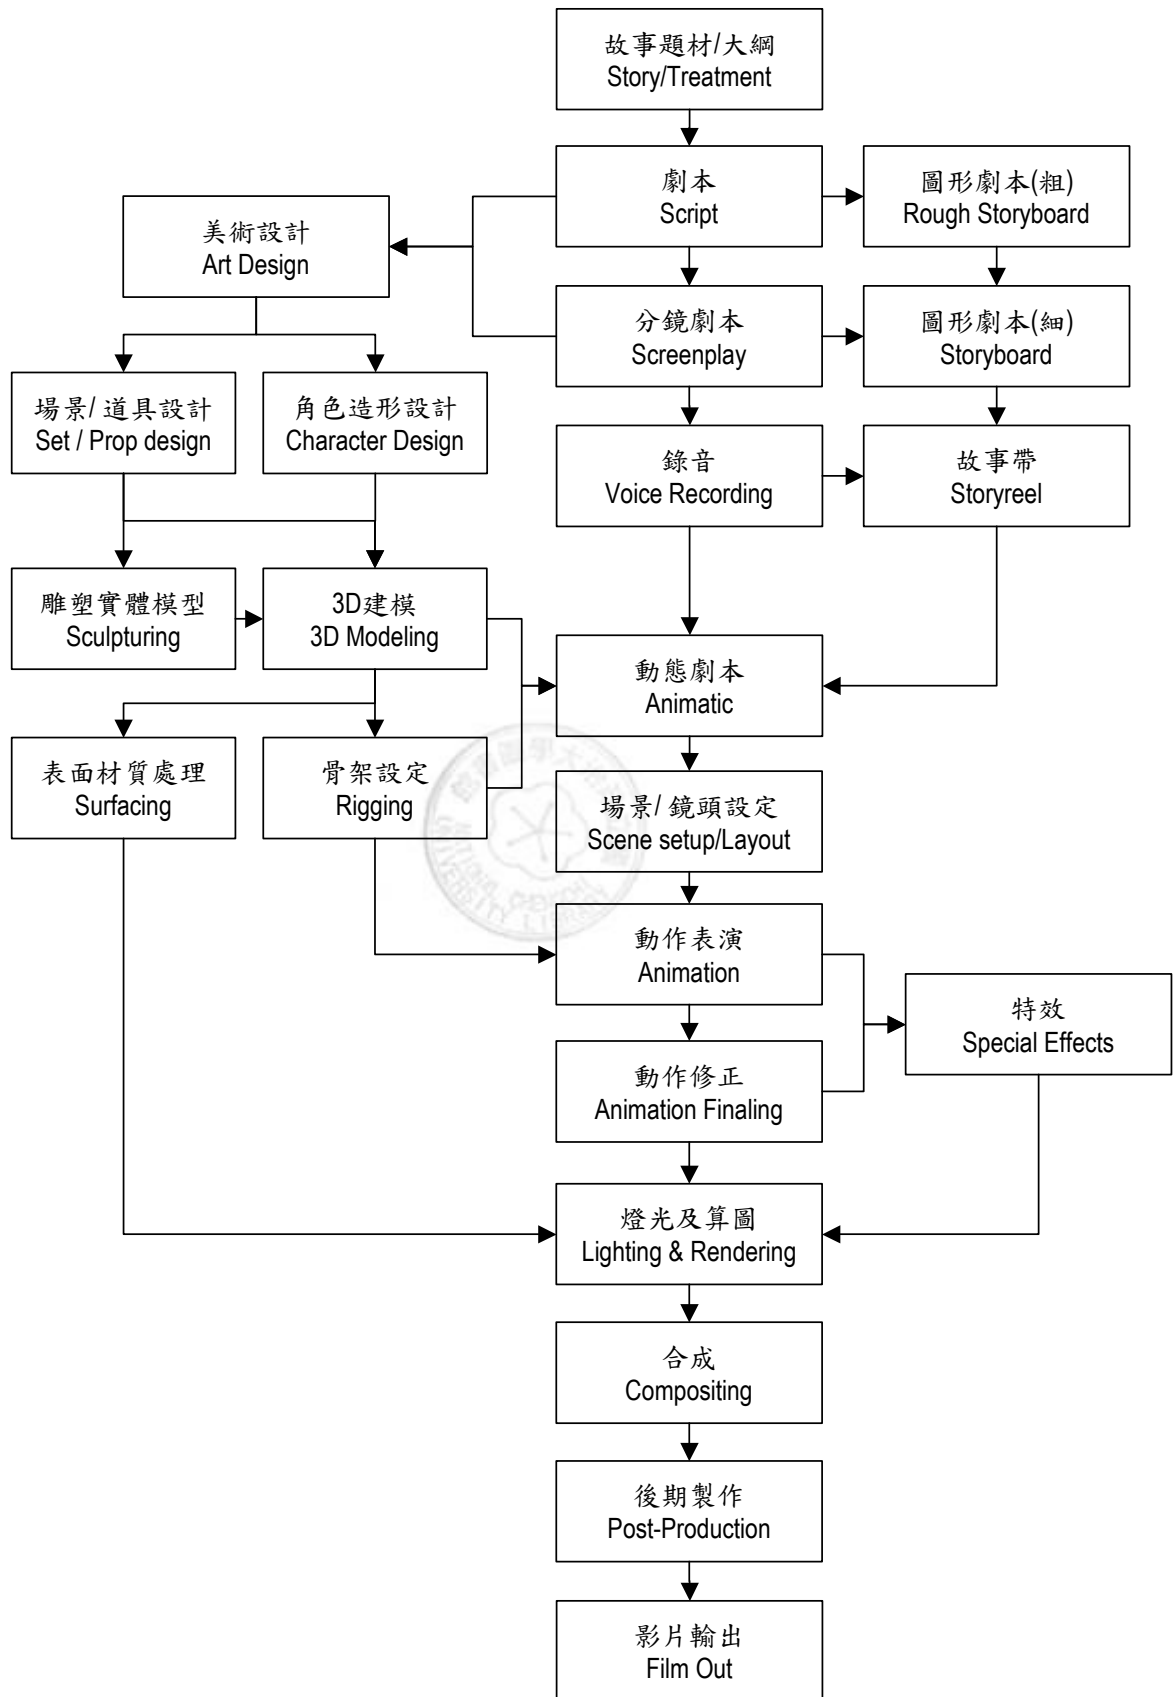 故事題材/大綱
Story/Treatment
劇本
Script
圖形劇本(粗)
Rough Storyboard
美術設計
Art Design
分鏡劇本
Screenplay
圖形劇本(細)
Storyboard
場景/ 道具設計
Set / Prop design
角色造形設計
Character Design
錄音
Voice Recording
故事帶
Storyreel
雕塑實體模型
Sculpturing
3D建模
3D Modeling
動態劇本
Animatic
表面材質處理
Surfacing
骨架設定
Rigging
場景/ 鏡頭設定
Scene setup/Layout
動作表演
Animation
特效
Special Effects
動作修正
Animation Finaling
燈光及算圖
Lighting & Rendering
合成
Compositing
後期製作
Post-Production
影片輸出
Film Out